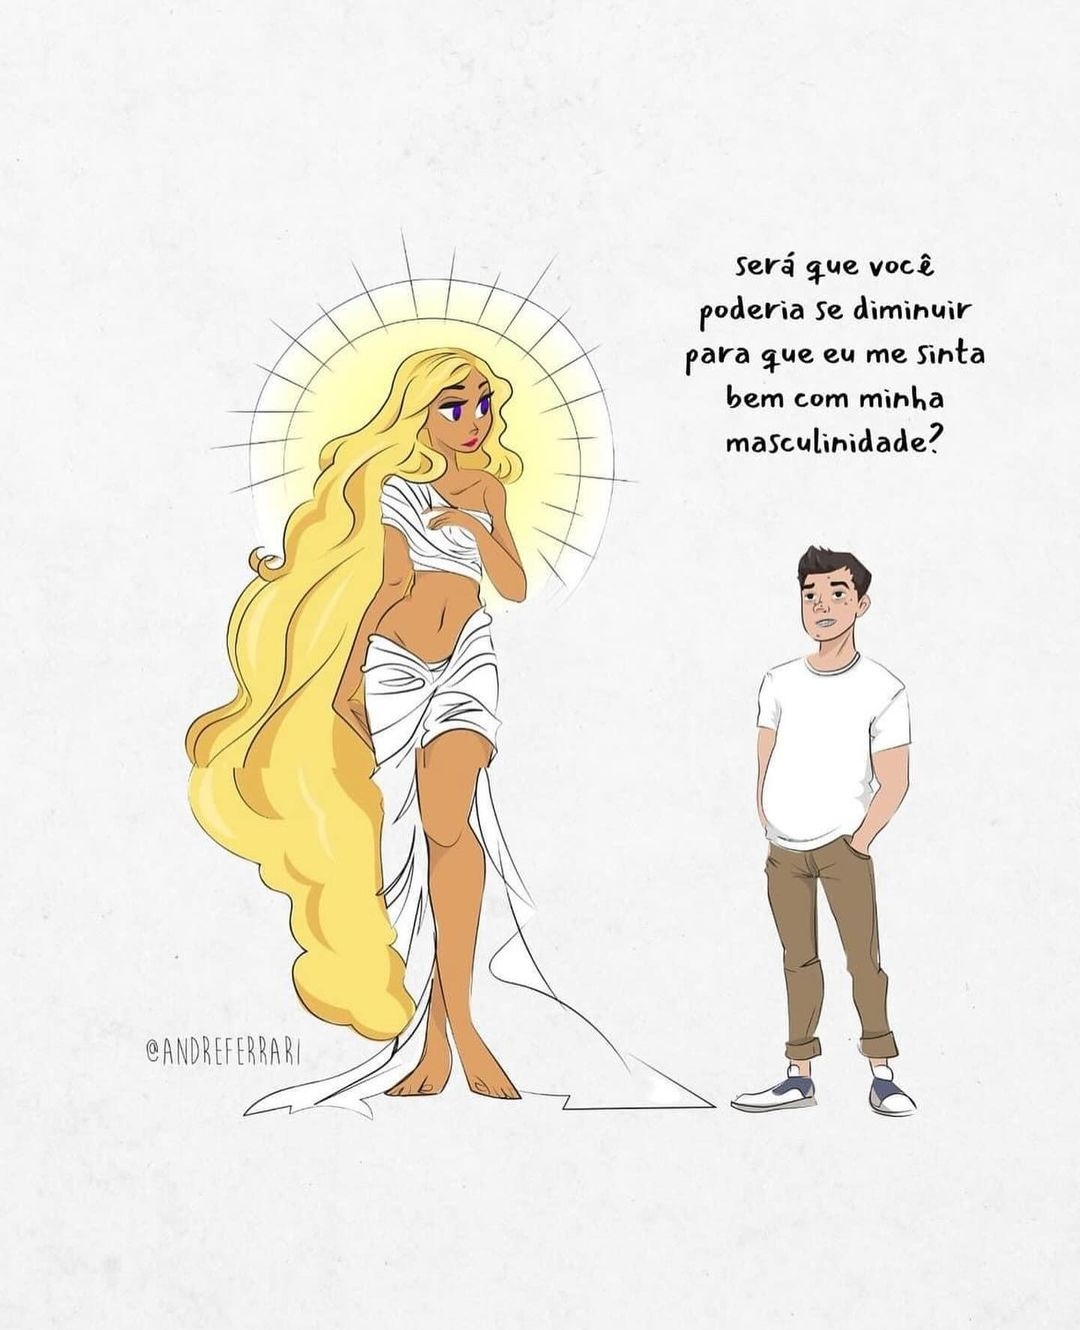 será que você
poderia se diminuir
para que eu me sinta
bem com minha
masculinidade?
@ANDREFERRARI